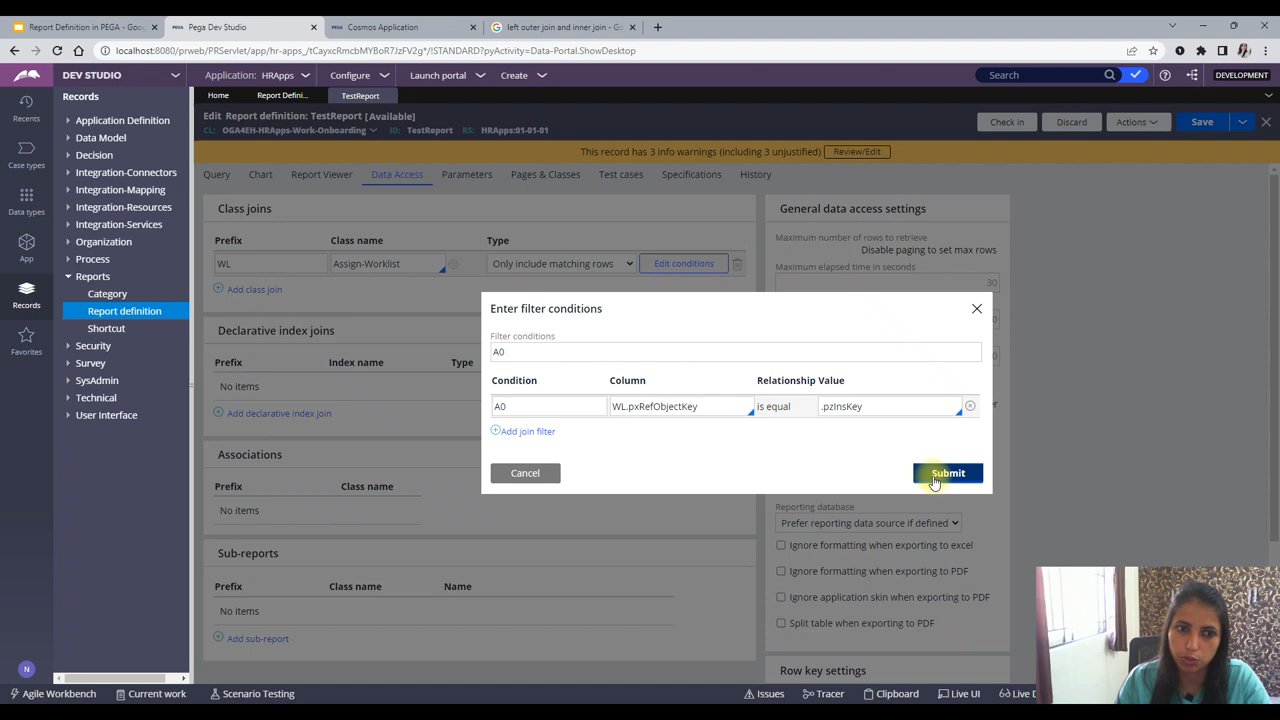 Report Definition in PEGA - Goog
Pega Dev Studio
Cosmos Application
left outer join and inner join - Go
localhost:8080/prweb/PRServlet/app/hr-apps_/tCayxcRmcbMYBoR7JzFV2g*/!STANDARD?pyActivity=Data-Portal.ShowDesktop
DEV STUDIO
Application: HRApps
Configure
Launch portal
Create
Search
DEVELOPMENT
Recents
Case types
Data types
App
Records
Favorites
N
Records
Application Definition
Data Model
Decision
Integration-Connectors
Integration-Mapping
Integration-Resources
Integration-Services
Organization
Process
Reports
Category
Report definition
Shortcut
Security
Survey
SysAdmin
Technical
User Interface
Home
Report Defini...
TestReport
Edit Report definition: TestReport [Available]
CL: OGA4EH-HRApps-Work-Onboarding ID: TestReport RS: HRApps:01-01-01
Check in
Discard
Actions
Save
This record has 3 info warnings (including 3 unjustified) Review/Edit
Query
Chart
Report Viewer
Data Access
Parameters
Pages & Classes
Test cases
Specifications
History
Class joins
Prefix Class name Type
WL Assign-Worklist Only include matching rows Edit conditions
Add class join
Declarative index joins
Prefix Index name Type
No items
Add declarative index join
Associations
Prefix Class name
No items
Sub-reports
Prefix Class name Name
No items
Add sub-report
General data access settings
Maximum number of rows to retrieve
Disable paging to set max rows
Maximum elapsed time in seconds
30
Enter filter conditions
Filter conditions
A0
Condition Column Relationship Value
A0 WL.pxRefObjectKey is equal .pzInsKey
Add join filter
Cancel
Submit
Reporting database
Prefer reporting data source if defined
Ignore formatting when exporting to excel
Ignore formatting when exporting to PDF
Ignore application skin when exporting to PDF
Split table when exporting to PDF
Row key settings
Agile Workbench
Current work
Scenario Testing
Issues
Tracer
Clipboard
Live UI
Live D